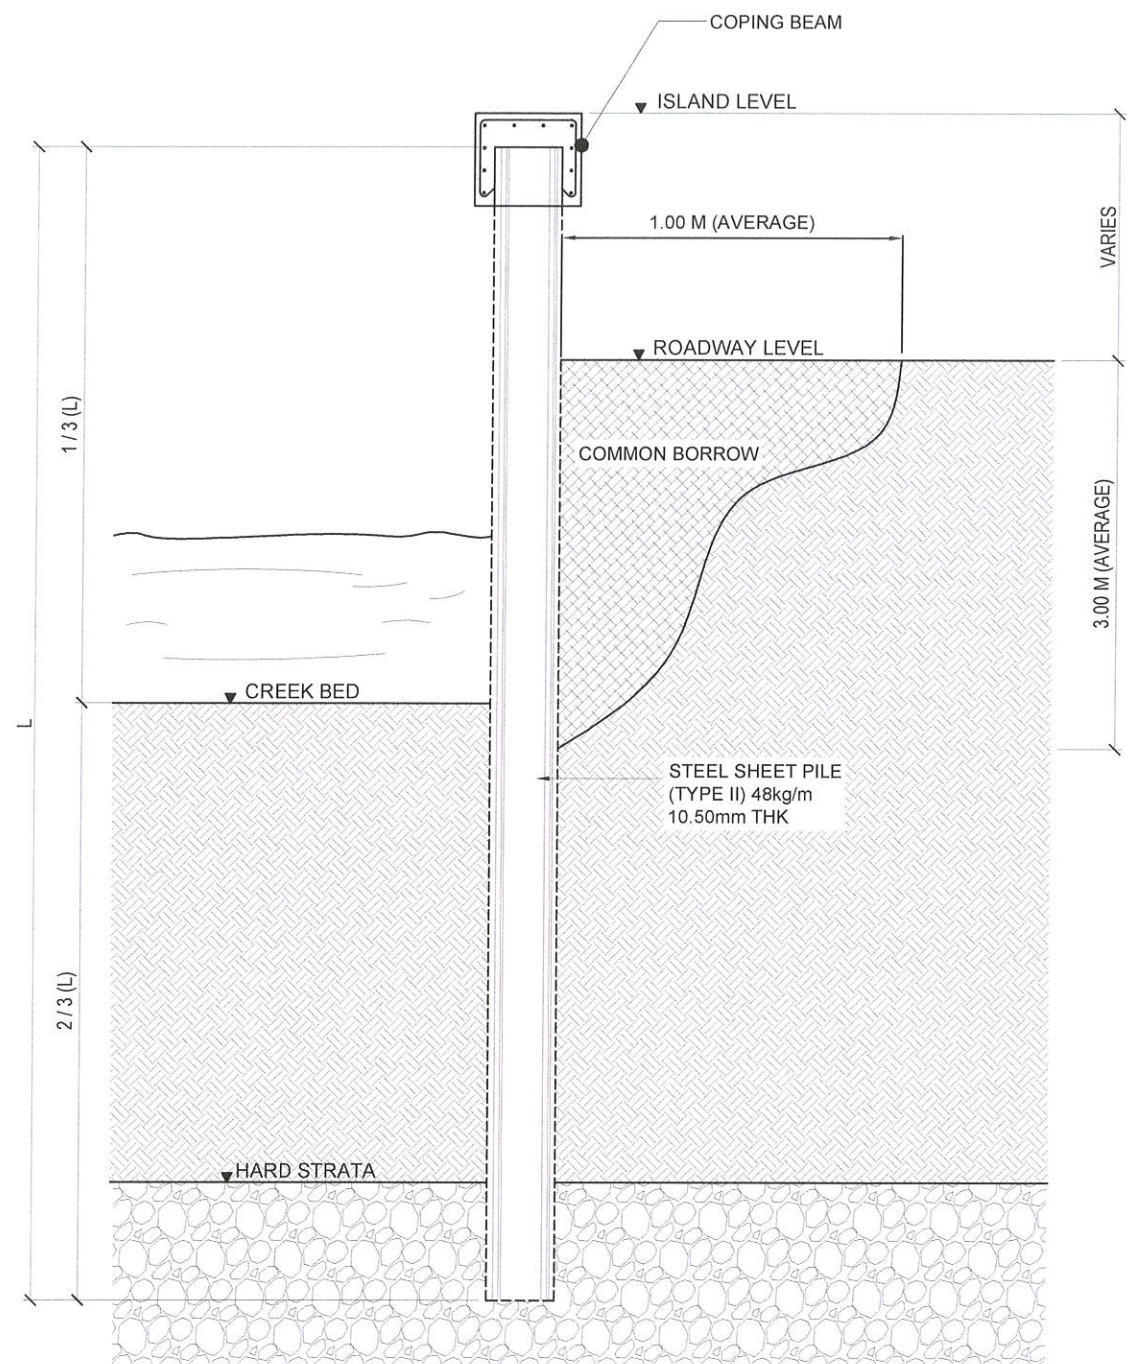 COPING BEAM
ISLAND LEVEL
1.00 M (AVERAGE)
VARIES
ROADWAY LEVEL
1 / 3 (L)
COMMON BORROW
3.00 M (AVERAGE)
CREEK BED
L
STEEL SHEET PILE
(TYPE II) 48kg/m
10.50mm THK
2 / 3 (L)
HARD STRATA